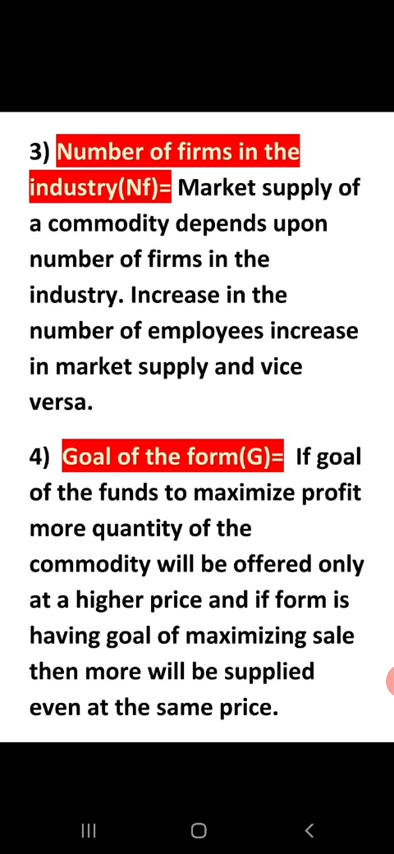 3) Number of firms in the
industry(Nf)= Market supply of
a commodity depends upon
number of firms in the
industry. Increase in the
number of employees increase
in market supply and vice
versa.
4) Goal of the form(G)= If goal
of the funds to maximize profit
more quantity of the
commodity will be offered only
at a higher price and if form is
having goal of maximizing sale
then more will be supplied
even at the same price.